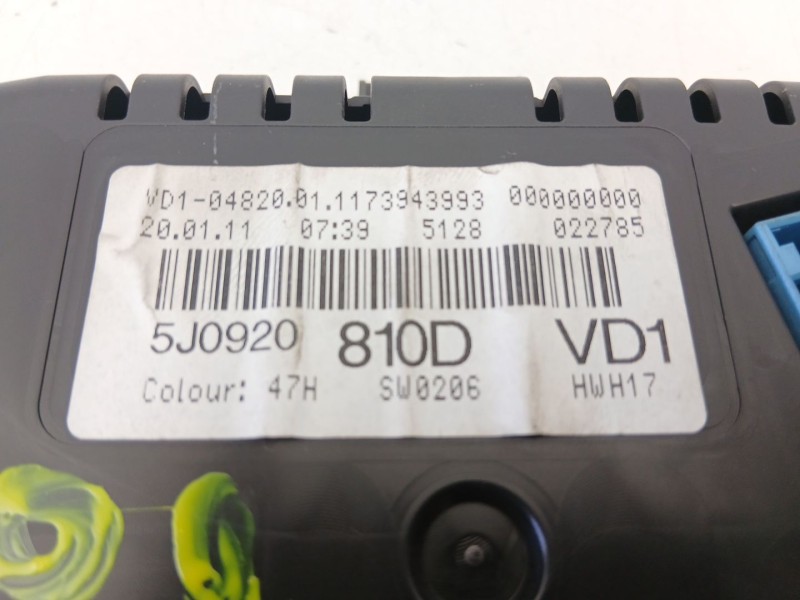 VD1-04820.01.1173943993 000000000
20.01.11 07:39 5128 022785
5J0920 810D VD1
Colour: 47H SW0206 HWH17